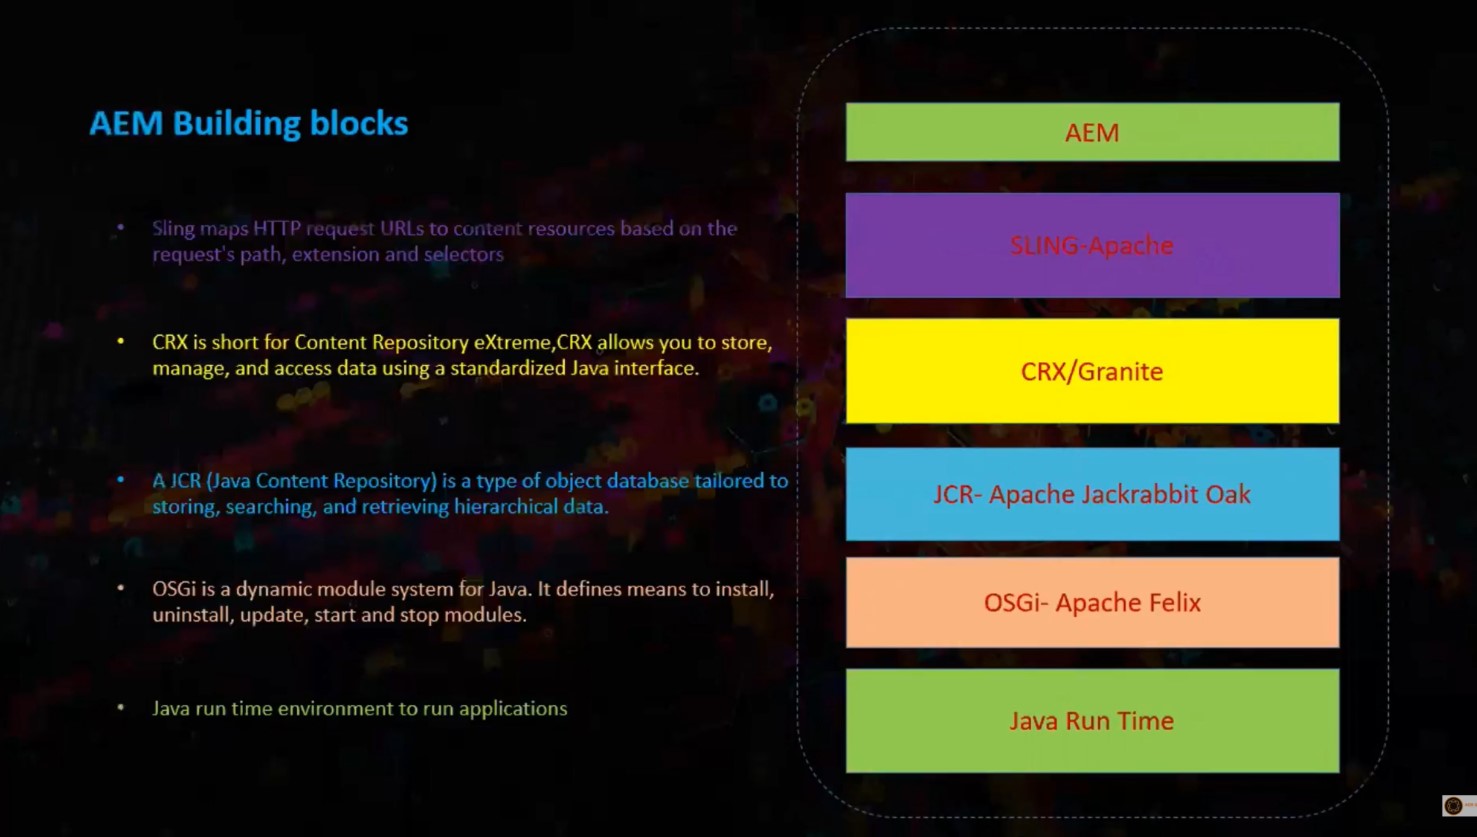 AEM Building blocks
• Sling maps HTTP request URLs to content resources based on the
request's path, extension and selectors
• CRX is short for Content Repository eXtreme,CRX allows you to store,
manage, and access data using a standardized Java interface.
• A JCR (Java Content Repository) is a type of object database tailored to
storing, searching, and retrieving hierarchical data.
• OSGi is a dynamic module system for Java. It defines means to install,
uninstall, update, start and stop modules.
• Java run time environment to run applications
AEM
SLING-Apache
CRX/Granite
JCR- Apache Jackrabbit Oak
OSGi- Apache Felix
Java Run Time